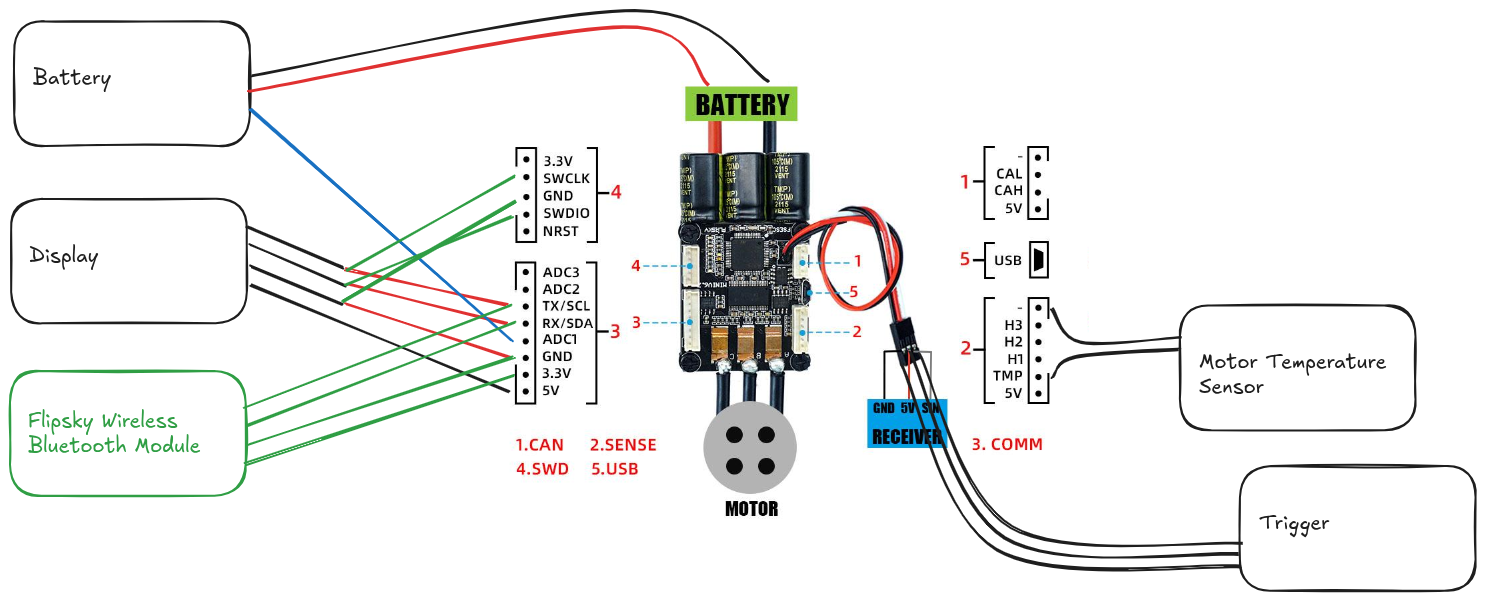 Battery
BATTERY
3.3V
SWCLK
GND
SWDIO
NRST
4
Display
ADC3
ADC2
TX/SCL
RX/SDA
ADC1
GND
3.3V
5V
3
Flipsky Wireless
Bluetooth Module
1.CAN 2.SENSE
4.SWD 5.USB
4
3
1
5
2
C B A
MOTOR
GND 5V SIN
RECEIVER
1
-
CAL
CAH
5V
5
USB
2
-
H3
H2
H1
TMP
5V
3. COMM
Motor Temperature
Sensor
Trigger